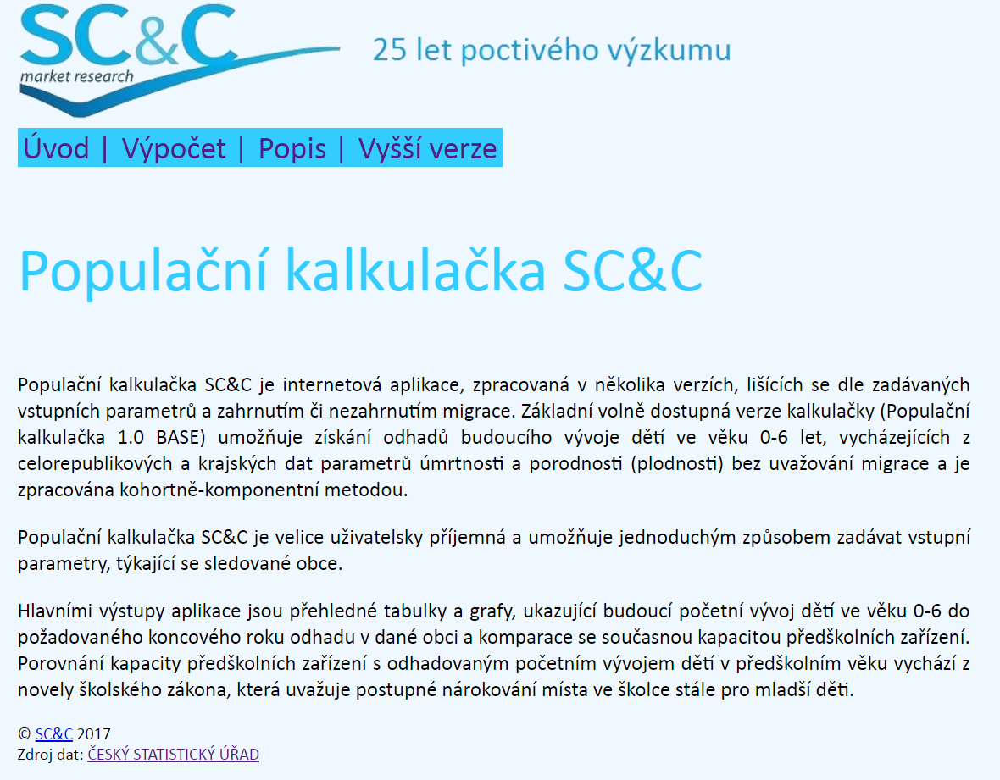 SC&C
market research
25 let poctivého výzkumu
Úvod | Výpočet | Popis | Vyšší verze
Populační kalkulačka SC&C
Populační kalkulačka SC&C je internetová aplikace, zpracovaná v několika verzích, lišících se dle zadávaných
vstupních parametrů a zahrnutím či nezahrnutím migrace. Základní volně dostupná verze kalkulačky (Populační
kalkulačka 1.0 BASE) umožňuje získání odhadů budoucího vývoje dětí ve věku 0-6 let, vycházejících z
celorepublikových a krajských dat parametrů úmrtnosti a porodnosti (plodnosti) bez uvažování migrace a je
zpracována kohortně-komponentní metodou.
Populační kalkulačka SC&C je velice uživatelsky příjemná a umožňuje jednoduchým způsobem zadávat vstupní
parametry, týkající se sledované obce.
Hlavními výstupy aplikace jsou přehledné tabulky a grafy, ukazující budoucí početní vývoj dětí ve věku 0-6 do
požadovaného koncového roku odhadu v dané obci a komparace se současnou kapacitou předškolních zařízení.
Porovnání kapacity předškolních zařízení s odhadovaným početním vývojem dětí v předškolním věku vychází z
novely školského zákona, která uvažuje postupné nárokování místa ve školce stále pro mladší děti.
© SC&C 2017
Zdroj dat: ČESKÝ STATISTICKÝ ÚŘAD